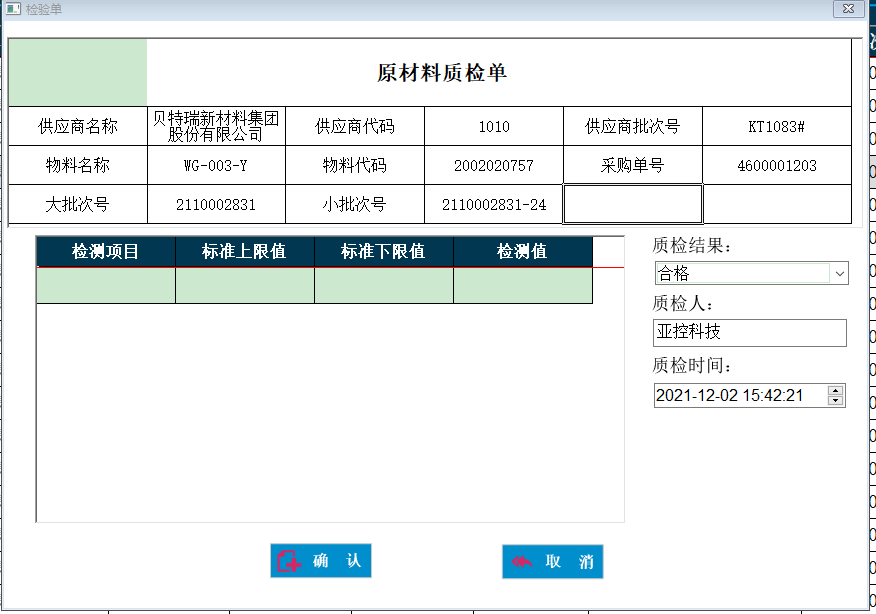 检验单
原材料质检单
供应商名称 贝特瑞新材料集团股份有限公司 供应商代码 1010 供应商批次号 KT1083#
物料名称 WG-003-Y 物料代码 2002020757 采购单号 4600001203
大批次号 2110002831 小批次号 2110002831-24
检测项目 标准上限值 标准下限值 检测值
质检结果：
合格
质检人：
亚控科技
质检时间：
2021-12-02 15:42:21
确 认 取 消